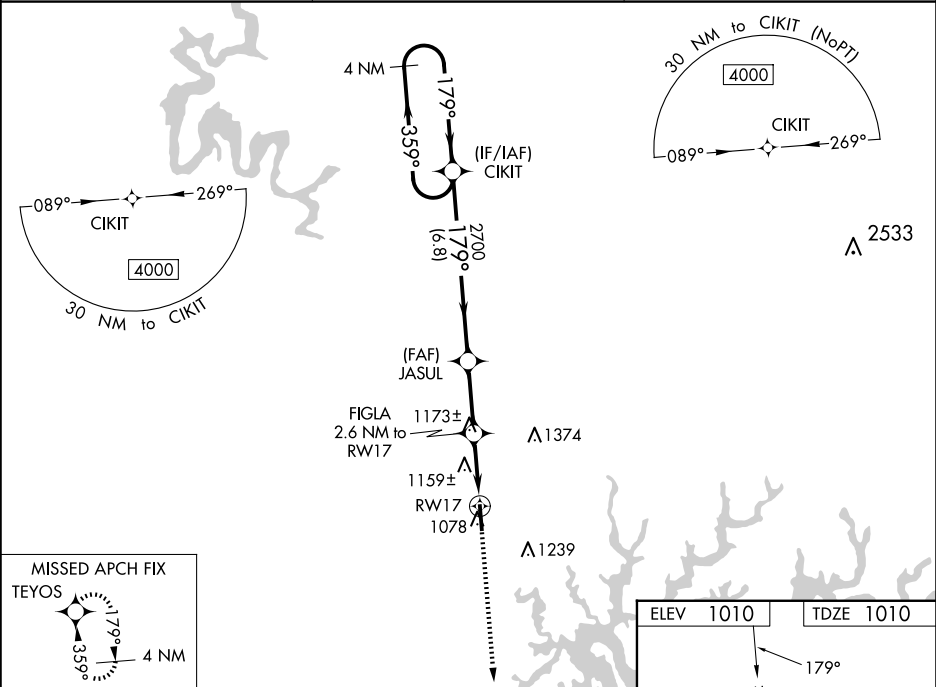 30 NM to CIKIT (NoPT)
4000
CIKIT
089°
269°
4 NM
179°
359°
(IF/IAF)
CIKIT
2700
179°
(6.8)
089°
269°
CIKIT
4000
30 NM to CIKIT
2533
(FAF)
JASUL
FIGLA
2.6 NM to
RW17
1173±
1374
1159±
RW17
1078
1239
MISSED APCH FIX
TEYOS
179°
359°
4 NM
ELEV 1010
TDZE 1010
179°